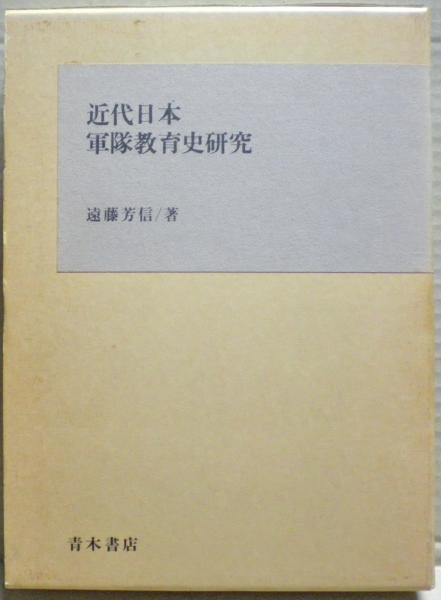 近代日本
軍隊教育史研究
遠藤芳信/著
青木書店